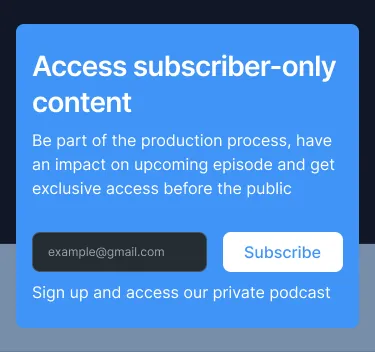 Access subscriber-only
content
Be part of the production process, have
an impact on upcoming episode and get
exclusive access before the public
example@gmail.com
Subscribe
Sign up and access our private podcast